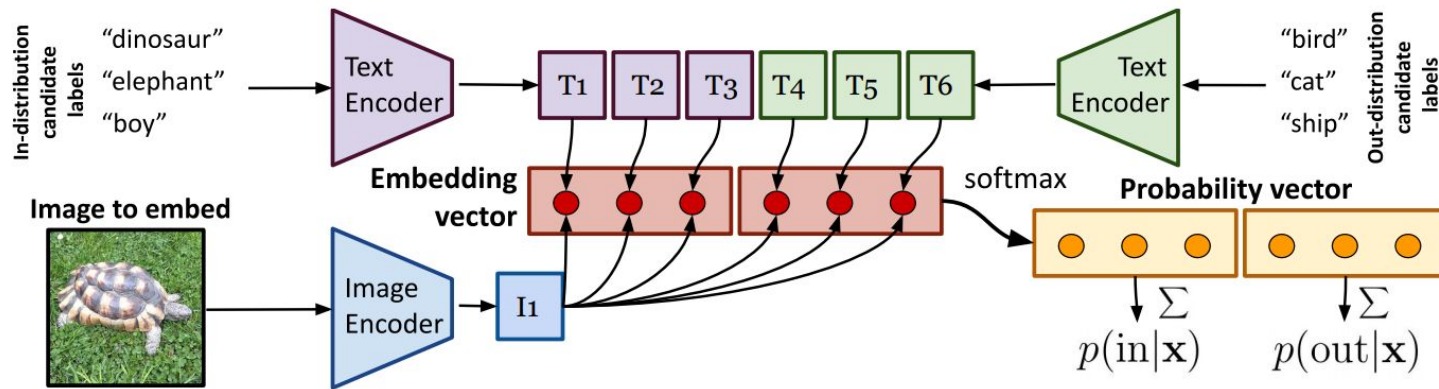 In-distribution
candidate
labels
“dinosaur”
“elephant”
“boy”
Text
Encoder
T1 T2 T3 T4 T5 T6
Text
Encoder
“bird”
“cat”
“ship”
Out-distribution
candidate
labels
Embedding
vector
softmax
Probability vector
Image to embed
Image
Encoder
I1
Σ Σ
p(in|x) p(out|x)